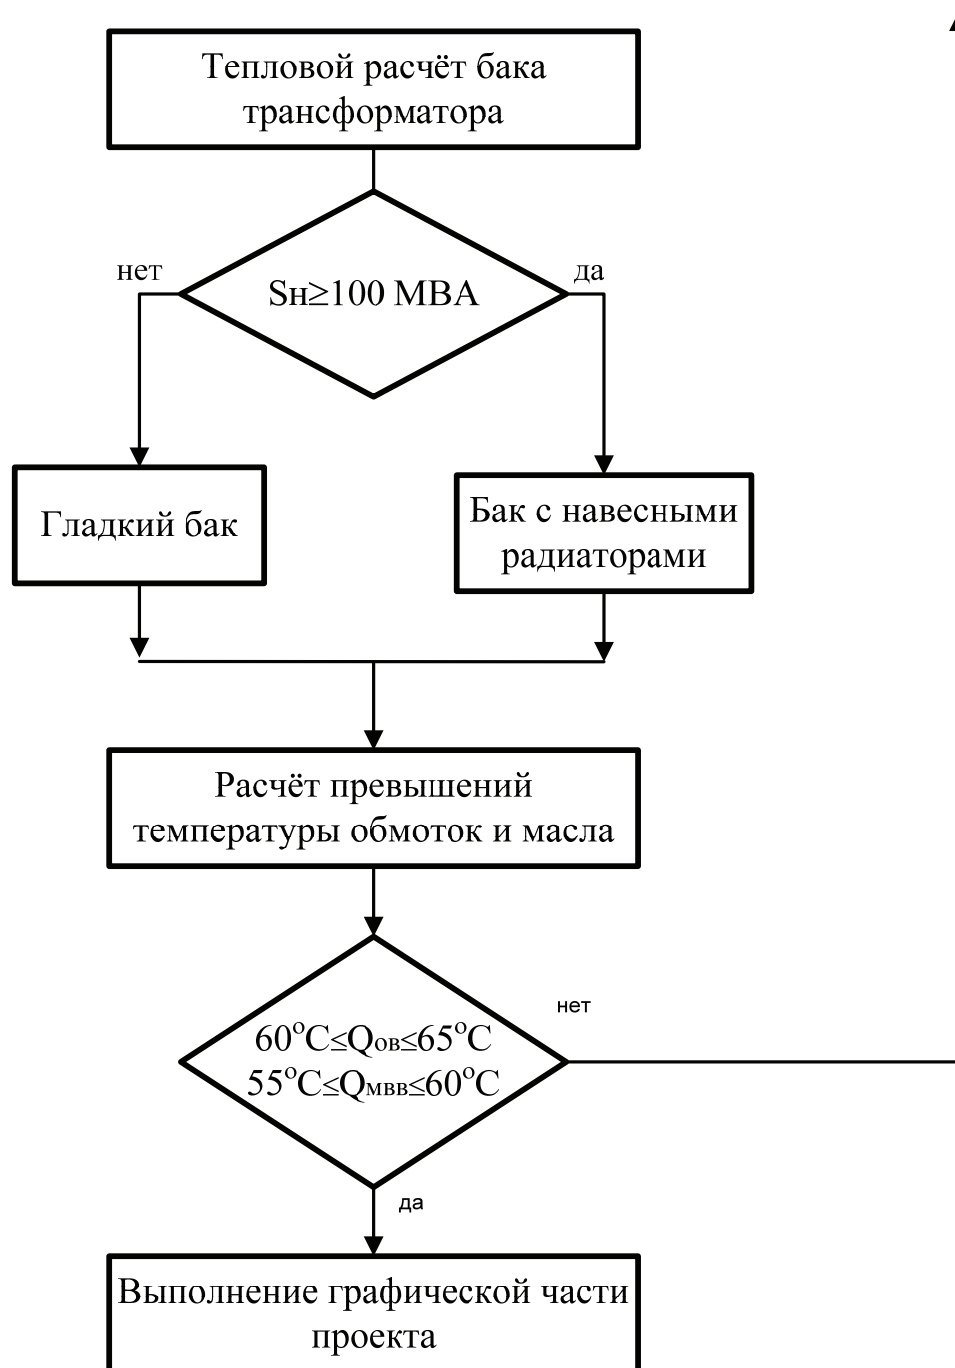 Тепловой расчёт бака
трансформатора
нет
да
Sн≥100 МВА
Гладкий бак
Бак с навесными
радиаторами
Расчёт превышений
температуры обмоток и масла
нет
60°С≤Qов≤65°С
55°С≤Qмвв≤60°С
да
Выполнение графической части
проекта